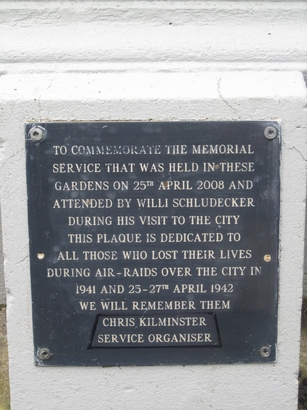 TO COMMEMORATE THE MEMORIAL
SERVICE THAT WAS HELD IN THESE
GARDENS ON 25TH APRIL 2008 AND
ATTENDED BY WILLI SCHLUDECKER
DURING HIS VISIT TO THE CITY
THIS PLAQUE IS DEDICATED TO
ALL THOSE WHO LOST THEIR LIVES
DURING AIR-RAIDS OVER THE CITY IN
1941 AND 25-27TH APRIL 1942
WE WILL REMEMBER THEM
CHRIS KILMINSTER
SERVICE ORGANISER